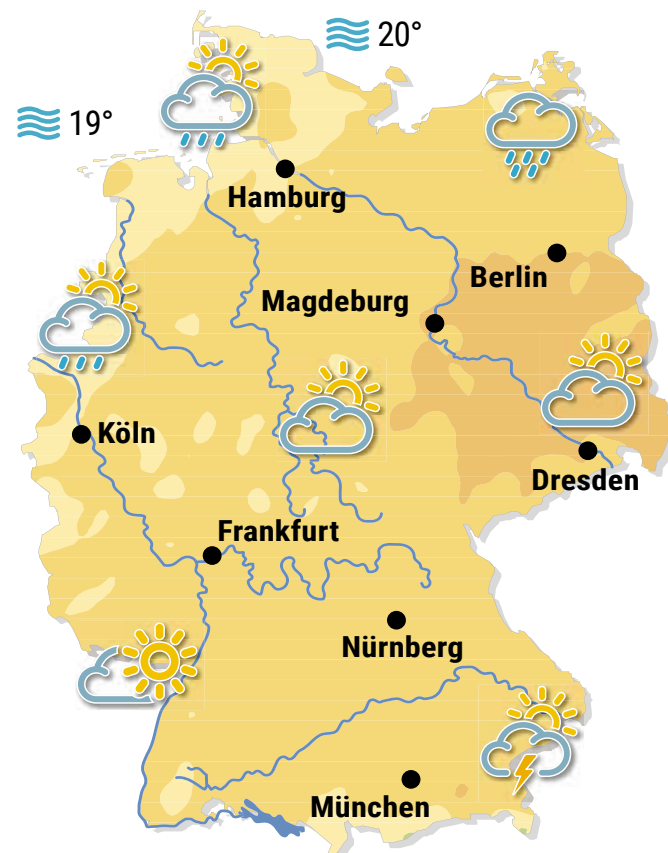 20°
19°
Hamburg
Berlin
Magdeburg
Köln
Dresden
Frankfurt
Nürnberg
München